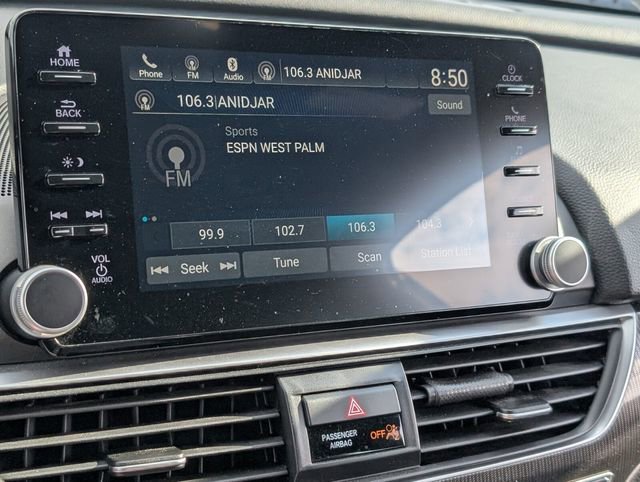 HOME
BACK
VOL
AUDIO
Phone
FM
Audio
FM
106.3 ANIDJAR
8:50
FM
106.3|ANIDJAR
Sound
Sports
ESPN WEST PALM
FM
99.9
102.7
106.3
104.3
Seek
Tune
Scan
Station List
CLOCK
PHONE
PASSENGER
AIRBAG
OFF